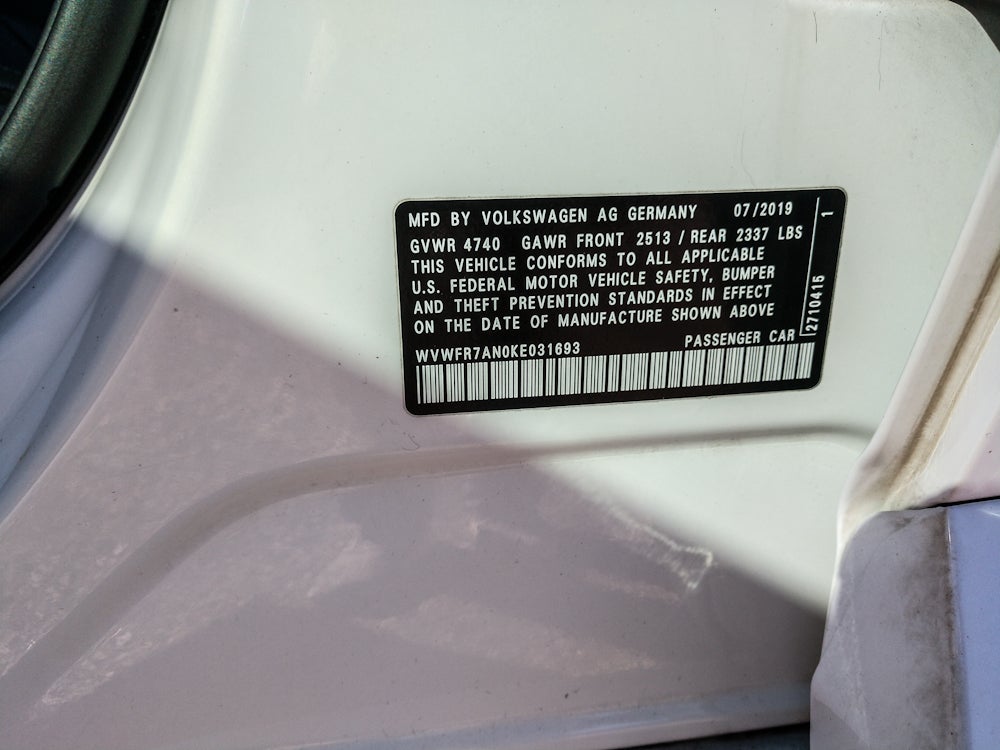 MFD BY VOLKSWAGEN AG GERMANY 07/2019
GVWR 4740 GAWR FRONT 2513 / REAR 2337 LBS
THIS VEHICLE CONFORMS TO ALL APPLICABLE
U.S. FEDERAL MOTOR VEHICLE SAFETY, BUMPER
AND THEFT PREVENTION STANDARDS IN EFFECT
ON THE DATE OF MANUFACTURE SHOWN ABOVE
WVWFR7AN0KE031693 PASSENGER CAR
2710415 1